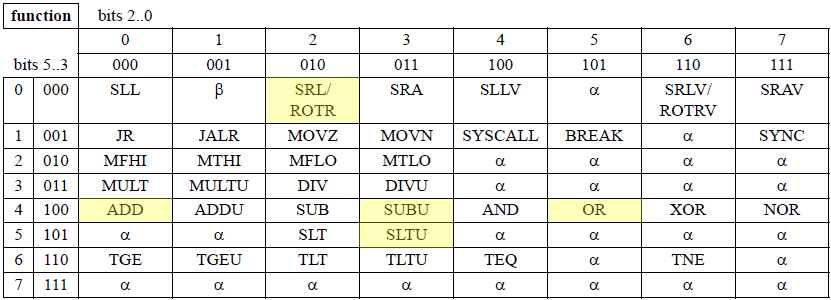 function bits 2..0
0 1 2 3 4 5 6 7
bits 5..3 000 001 010 011 100 101 110 111
0 000 SLL β SRL/ SRA SLLV α SRLV/ SRAV
ROTR ROTRV
1 001 JR JALR MOVZ MOVN SYSCALL BREAK α SYNC
2 010 MFHI MTHI MFLO MTLO α α α α
3 011 MULT MULTU DIV DIVU α α α α
4 100 ADD ADDU SUB SUBU AND OR XOR NOR
5 101 α α SLT SLTU α α α α
6 110 TGE TGEU TLT TLTU TEQ α TNE α
7 111 α α α α α α α α